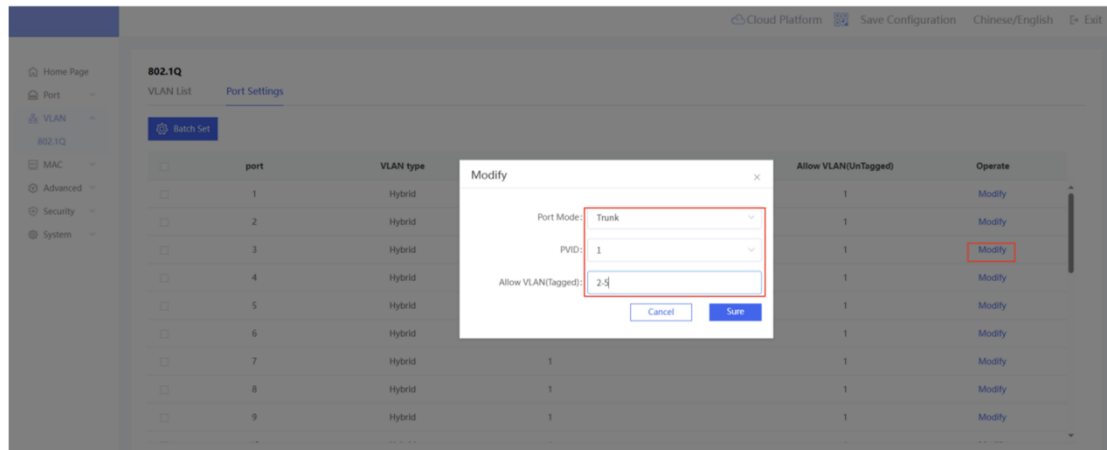 Cloud Platform Save Configuration Chinese/English Exit
Home Page
Port
VLAN
802.1Q
MAC
Advanced
Security
System
802.1Q
VLAN List Port Settings
Batch Set
port VLAN type Allow VLAN(UnTagged) Operate
1 Hybrid 1 Modify
2 Hybrid 1 Modify
3 Hybrid 1 Modify
4 Hybrid 1 Modify
5 Hybrid 1 Modify
6 Hybrid 1 Modify
7 Hybrid 1 1 Modify
8 Hybrid 1 1 Modify
9 Hybrid 1 1 Modify
Modify ×
Port Mode: Trunk
PVID: 1
Allow VLAN(Tagged): 2-5
Cancel Sure